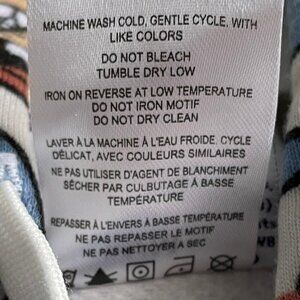 MACHINE WASH COLD, GENTLE CYCLE. WITH
LIKE COLORS
DO NOT BLEACH
TUMBLE DRY LOW
IRON ON REVERSE AT LOW TEMPERATURE
DO NOT IRON MOTIF
DO NOT DRY CLEAN
LAVER À LA MACHINE À L'EAU FROIDE. CYCLE
DÉLICAT, AVEC COULEURS SIMILAIRES
NE PAS UTILISER D'AGENT DE BLANCHIMENT
SÉCHER PAR CULBUTAGE À BASSE
TEMPÉRATURE
REPASSER À L'ENVERS À BASSE TEMPÉRATURE
NE PAS REPASSER LE MOTIF
NE PAS NETTOYER A SEC